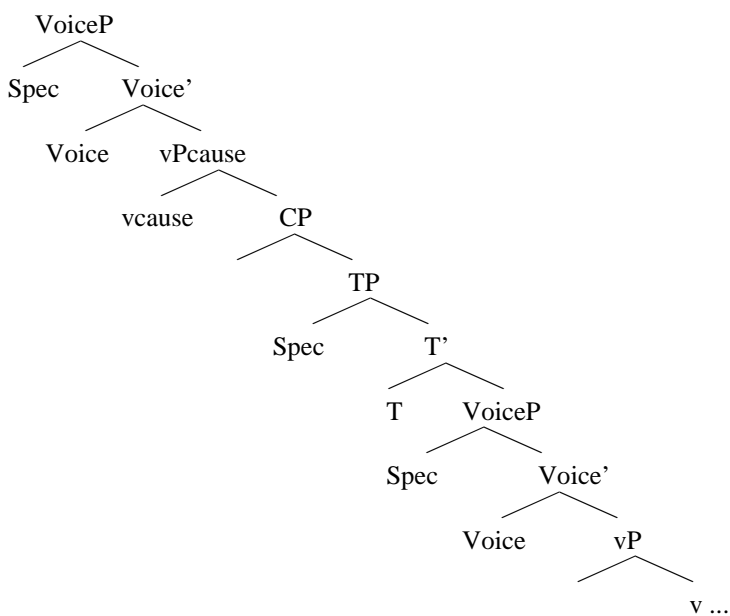 VoiceP
Spec Voice’
Voice vPcause
vcause CP
TP
Spec T’
T VoiceP
Spec Voice’
Voice vP
v ...